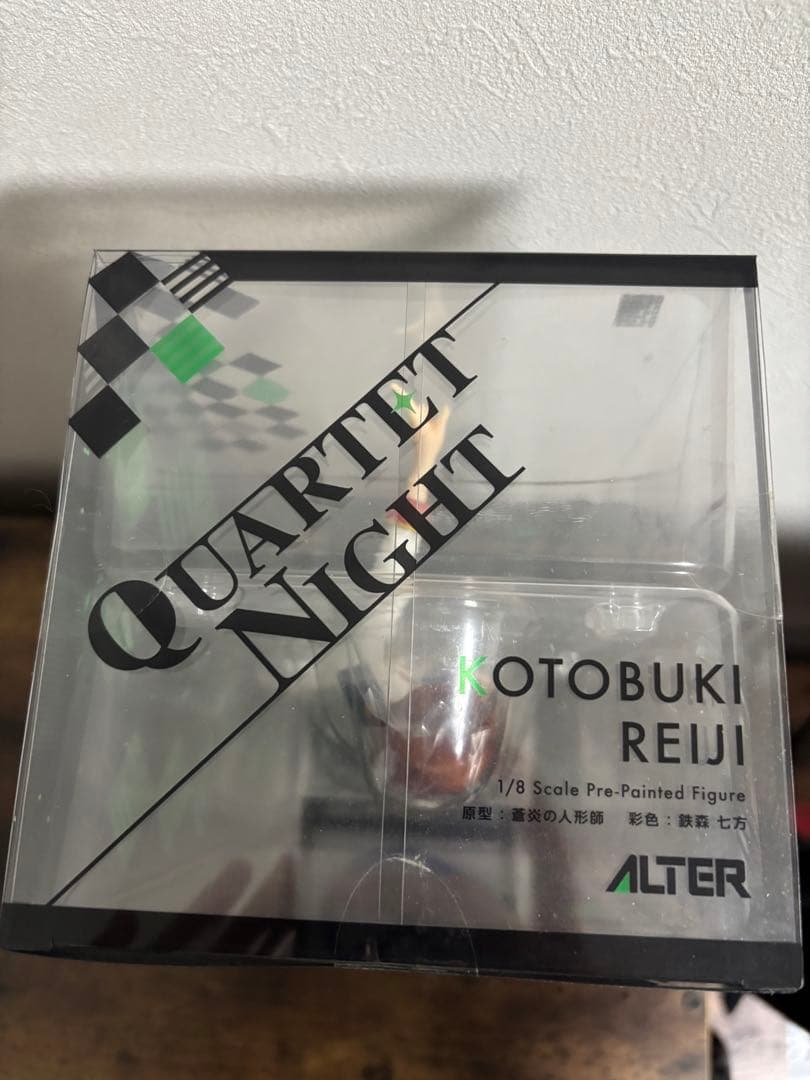 QUARTET
NIGHT
KOTOBUKI
REIJI
1/8 Scale Pre-Painted Figure
原型：蒼炎の人形師　彩色：鉄森 七方
ALTER